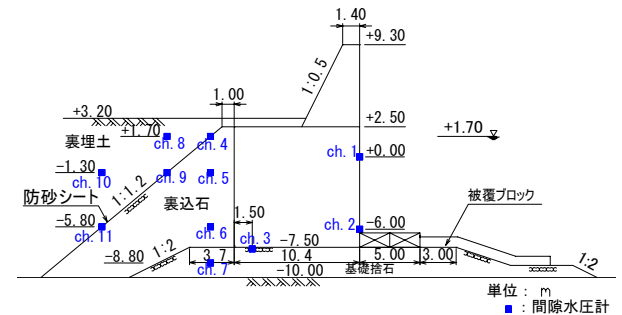 1.40
+9.30
1:0.5
1.00
+3.20
+2.50
+1.70
+1.70
裏埋土
ch.8
ch.4
ch.1
+0.00
-1.30
ch.10
ch.9
ch.5
防砂シート
1:1.2
裏込石
被覆ブロック
-5.80
ch.11
1.50
ch.6
ch.2
-6.00
ch.3
-7.50
-8.80
1:2
3.7
10.4
5.00
3.00
1:2
ch.7
-10.00
基礎捨石
単位：m
■：間隙水圧計